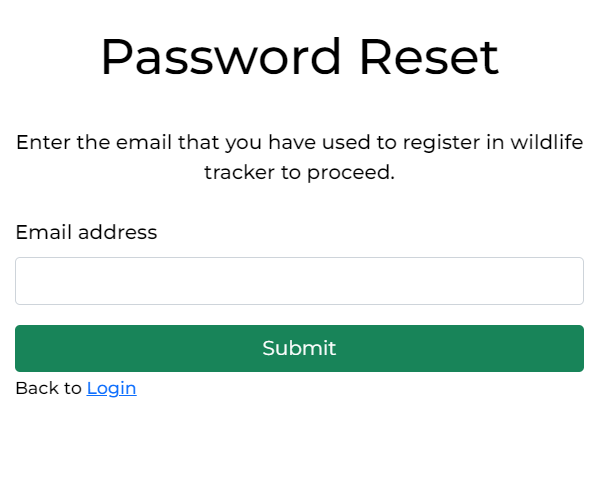 Password Reset
Enter the email that you have used to register in wildlife
tracker to proceed.
Email address
Submit
Back to Login